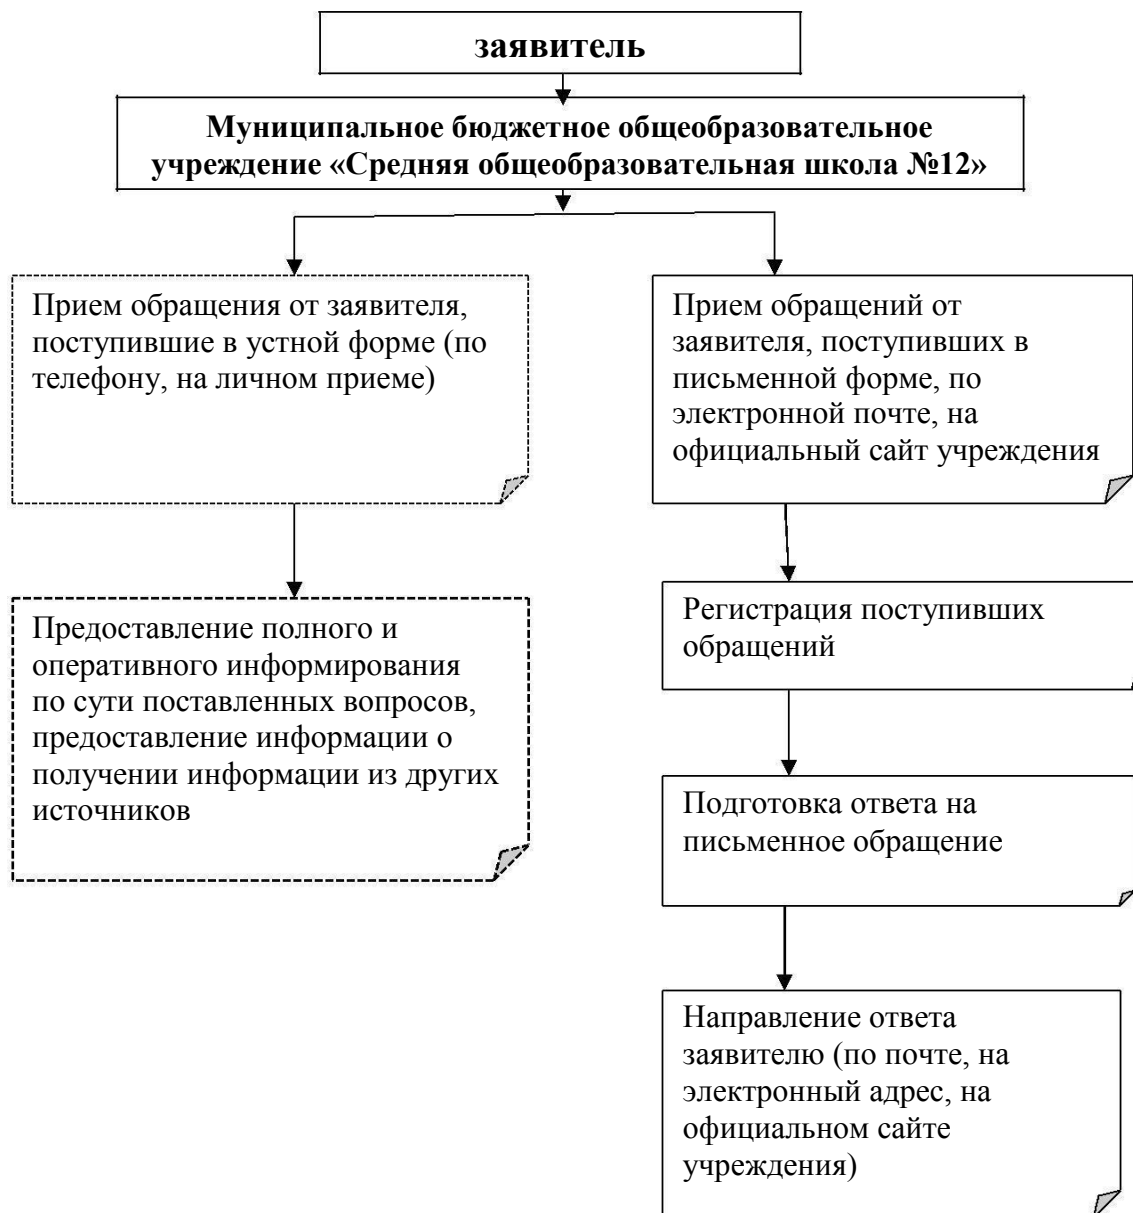 заявитель
Муниципальное бюджетное общеобразовательное
учреждение «Средняя общеобразовательная школа №12»
Прием обращения от заявителя,
поступившие в устной форме (по
телефону, на личном приеме)
Прием обращений от
заявителя, поступивших в
письменной форме, по
электронной почте, на
официальный сайт учреждения
Предоставление полного и
оперативного информирования
по сути поставленных вопросов,
предоставление информации о
получении информации из других
источников
Регистрация поступивших
обращений
Подготовка ответа на
письменное обращение
Направление ответа
заявителю (по почте, на
электронный адрес, на
официальном сайте
учреждения)